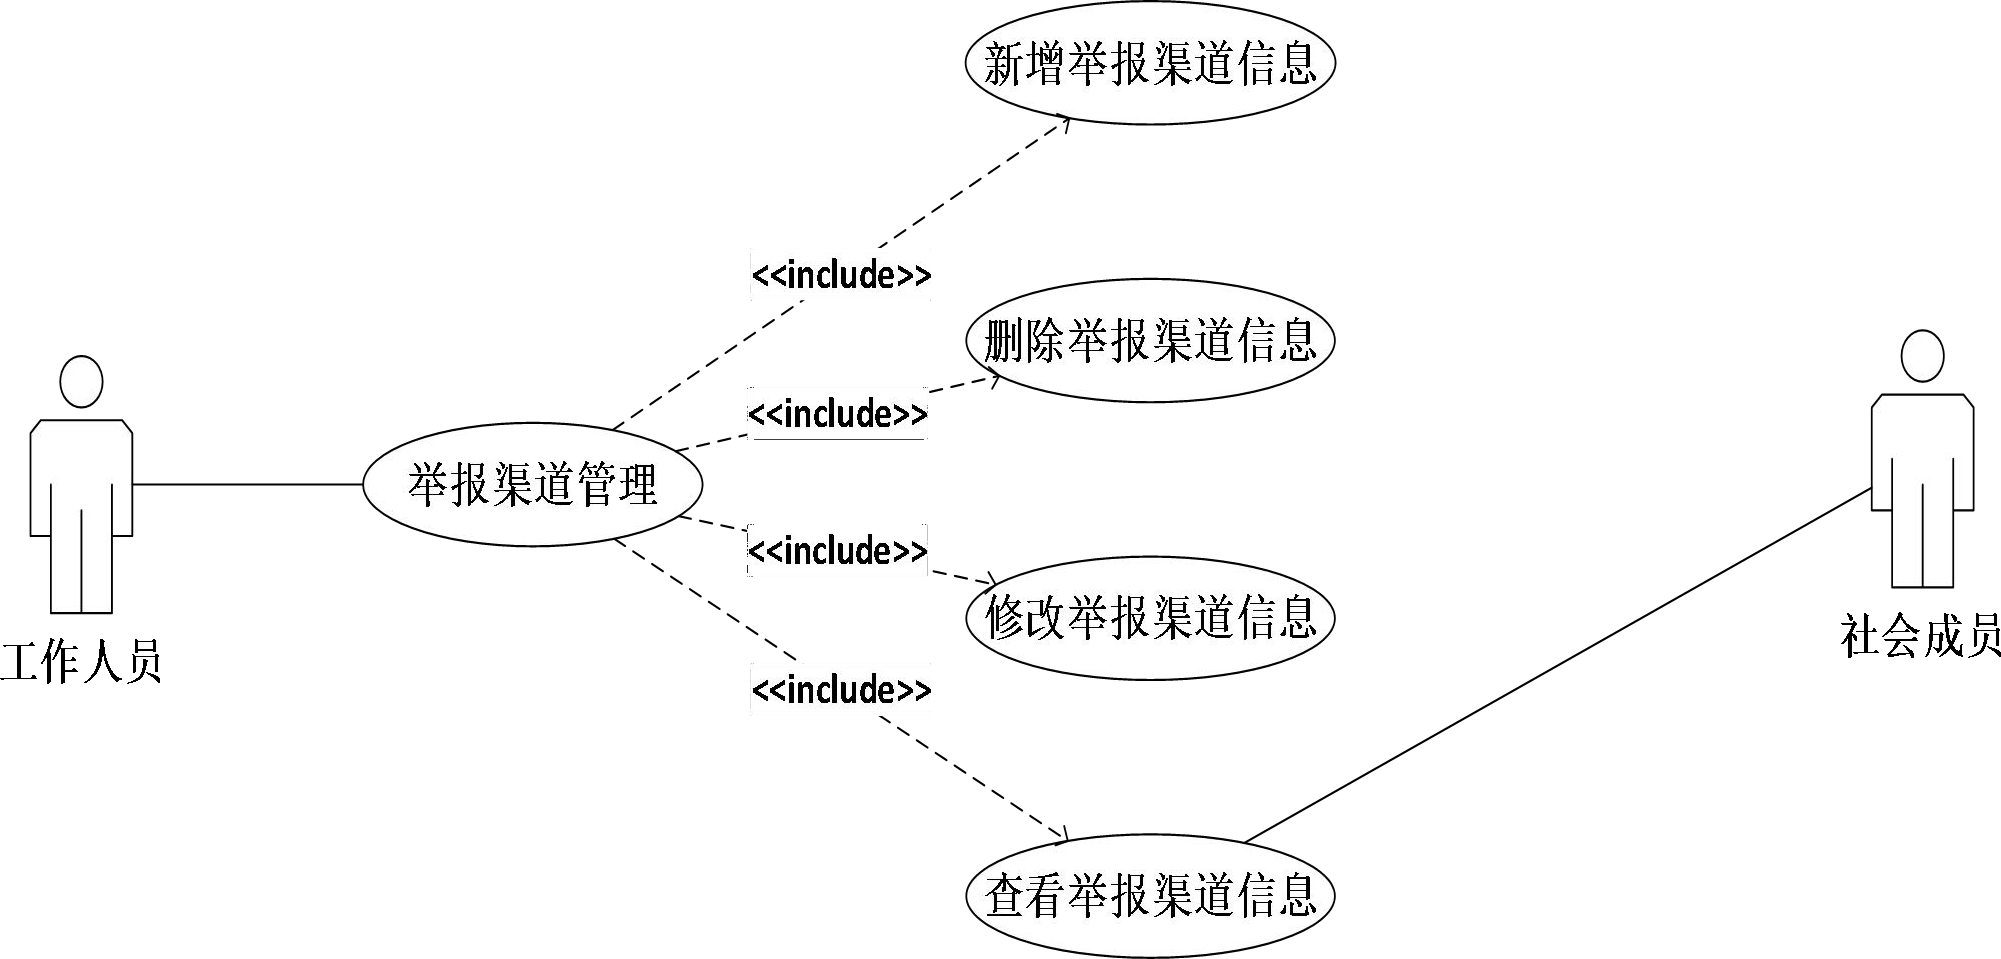 新增举报渠道信息
<<include>>
删除举报渠道信息
<<include>>
举报渠道管理
<<include>>
修改举报渠道信息
工作人员
社会成员
<<include>>
查看举报渠道信息